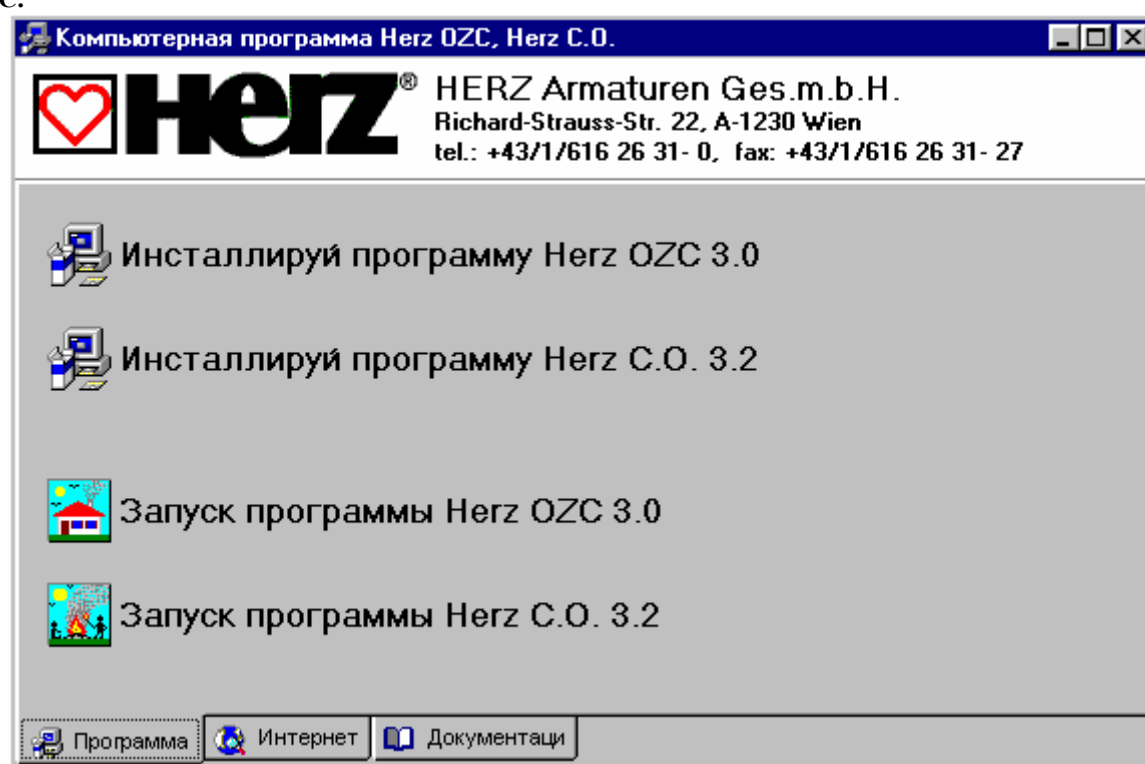 с.
Компьютерная программа Herz OZC, Herz C.O.
Herz® HERZ Armaturen Ges.m.b.H.
Richard-Strauss-Str. 22, A-1230 Wien
tel.: +43/1/616 26 31- 0, fax: +43/1/616 26 31- 27
Инсталлируй программу Herz OZC 3.0
Инсталлируй программу Herz C.O. 3.2
Запуск программы Herz OZC 3.0
Запуск программы Herz C.O. 3.2
Программа Интернет Документаци